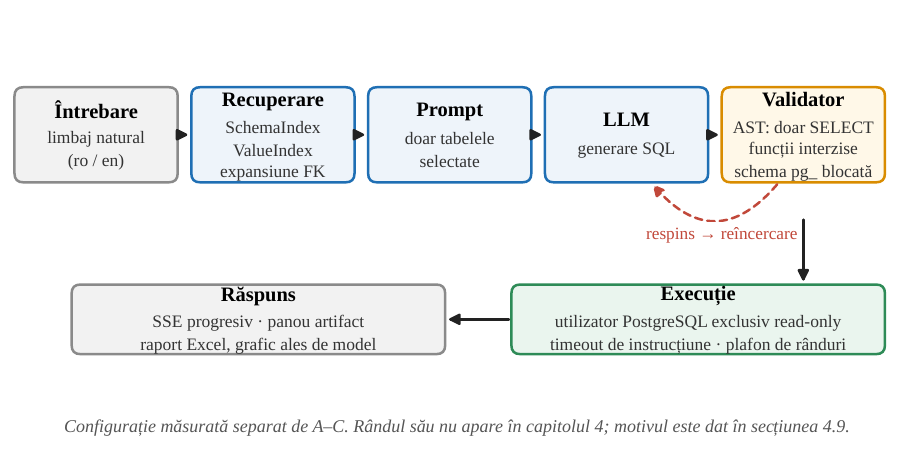 Întrebare
limbaj natural
(ro / en)
Recuperare
SchemaIndex
ValueIndex
expansiune FK
Prompt
doar tabelele
selectate
LLM
generare SQL
Validator
AST: doar SELECT
funcții interzise
schema pg_ blocată
respins → reîncercare
Răspuns
SSE progresiv · panou artifact
raport Excel, grafic ales de model
Execuție
utilizator PostgreSQL exclusiv read-only
timeout de instrucțiune · plafon de rânduri
Configurație măsurată separat de A–C. Rândul său nu apare în capitolul 4; motivul este dat în secțiunea 4.9.